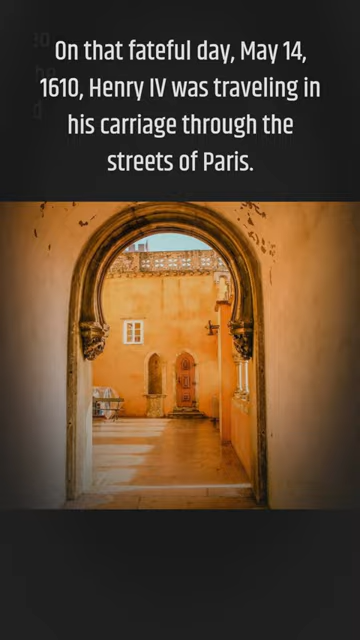 On that fateful day, May 14,
1610, Henry IV was traveling in
his carriage through the
streets of Paris.